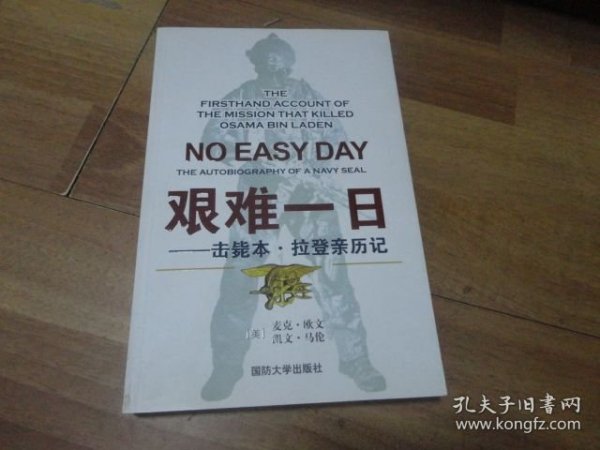 THE
FIRSTHAND ACCOUNT OF
THE MISSION THAT KILLED
OSAMA BIN LADEN
NO EASY DAY
THE AUTOBIOGRAPHY OF A NAVY SEAL
艰难一日
——击毙本·拉登亲历记
[美] 麦克·欧文
凯文·马伦
国防大学出版社
孔夫子旧书网
www.kongfz.com